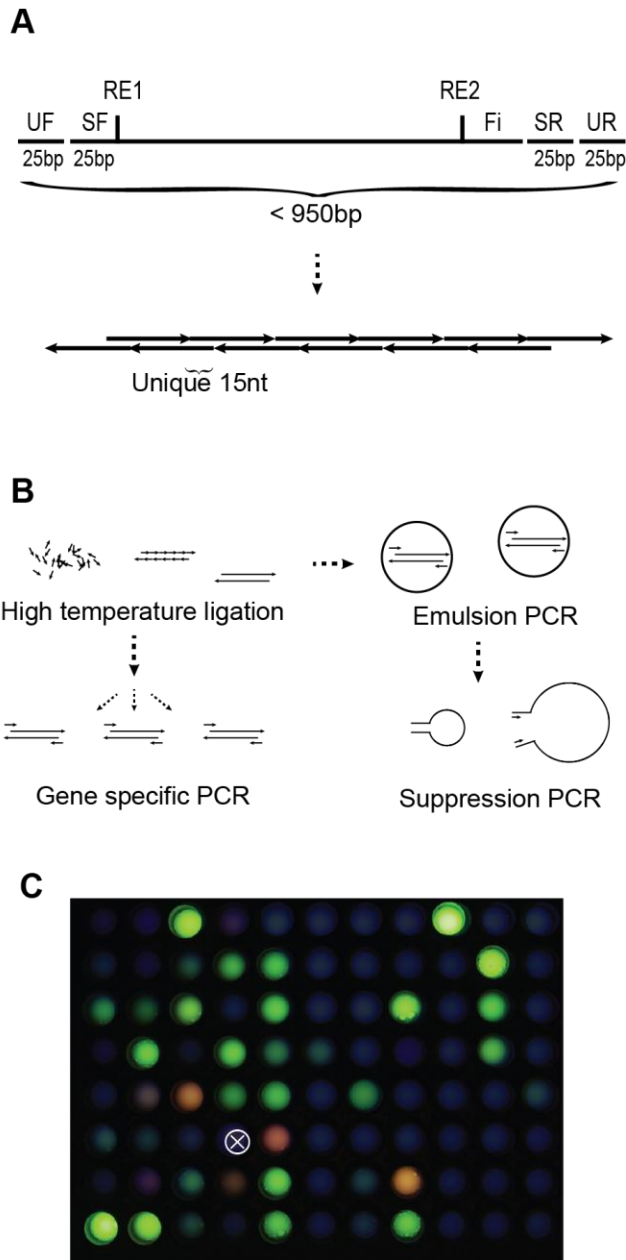 A
RE1 RE2
UF SF Fi SR UR
25bp 25bp 25bp 25bp
< 950bp
Unique 15nt
B
High temperature ligation
Emulsion PCR
Gene specific PCR
Suppression PCR
C